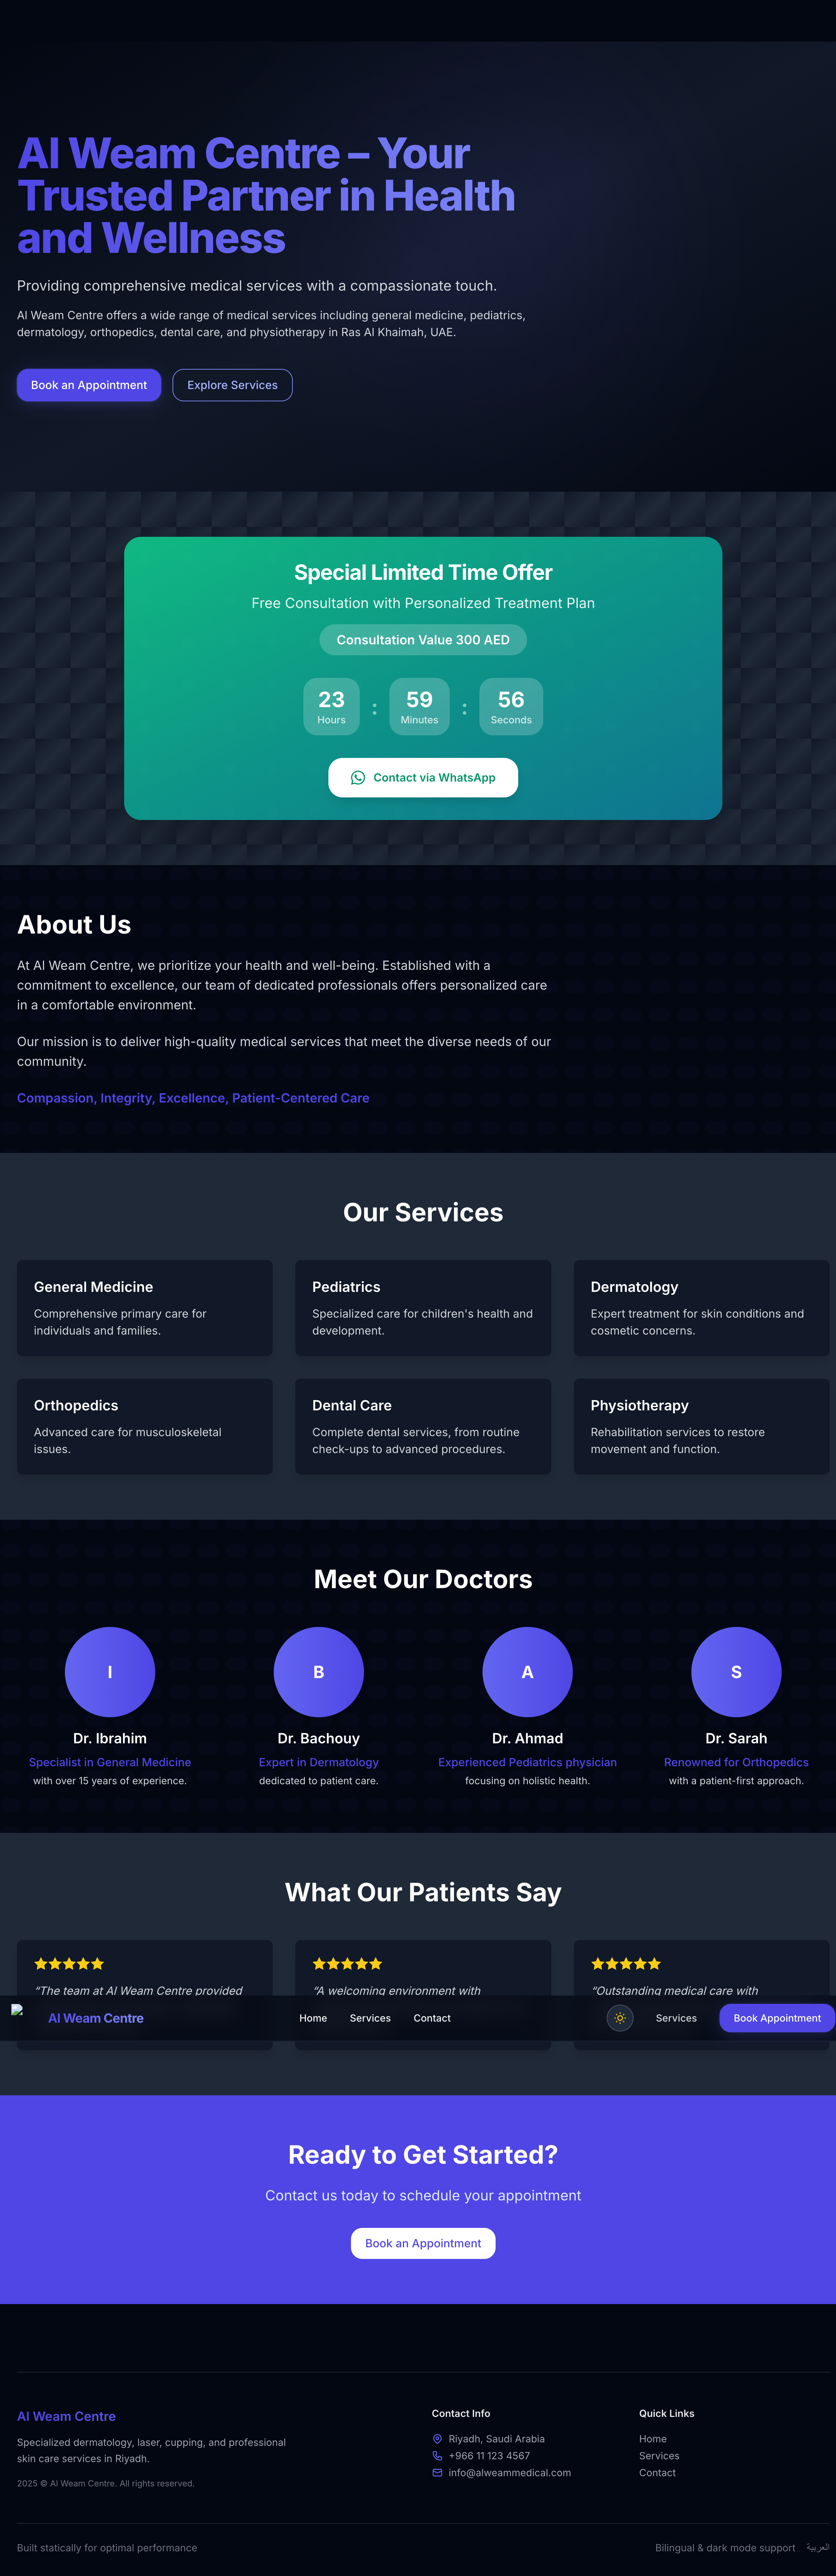 Al Weam Centre – Your
Trusted Partner in Health
and Wellness
Providing comprehensive medical services with a compassionate touch.
Al Weam Centre offers a wide range of medical services including general medicine, pediatrics,
dermatology, orthopedics, dental care, and physiotherapy in Ras Al Khaimah, UAE.
Book an Appointment
Explore Services
Special Limited Time Offer
Free Consultation with Personalized Treatment Plan
Consultation Value 300 AED
23 : 59 : 56
Hours Minutes Seconds
Contact via WhatsApp
About Us
At Al Weam Centre, we prioritize your health and well-being. Established with a
commitment to excellence, our team of dedicated professionals offers personalized care
in a comfortable environment.
Our mission is to deliver high-quality medical services that meet the diverse needs of our
community.
Compassion, Integrity, Excellence, Patient-Centered Care
Our Services
General Medicine
Comprehensive primary care for
individuals and families.
Pediatrics
Specialized care for children's health and
development.
Dermatology
Expert treatment for skin conditions and
cosmetic concerns.
Orthopedics
Advanced care for musculoskeletal
issues.
Dental Care
Complete dental services, from routine
check-ups to advanced procedures.
Physiotherapy
Rehabilitation services to restore
movement and function.
Meet Our Doctors
I
Dr. Ibrahim
Specialist in General Medicine
with over 15 years of experience.
B
Dr. Bachouy
Expert in Dermatology
dedicated to patient care.
A
Dr. Ahmad
Experienced Pediatrics physician
focusing on holistic health.
S
Dr. Sarah
Renowned for Orthopedics
with a patient-first approach.
What Our Patients Say
“The team at Al Weam Centre provided
“A welcoming environment with
“Outstanding medical care with
Al Weam Centre
Home
Services
Contact
Services
Book Appointment
Ready to Get Started?
Contact us today to schedule your appointment
Book an Appointment
Al Weam Centre
Specialized dermatology, laser, cupping, and professional
skin care services in Riyadh.
2025 © Al Weam Centre. All rights reserved.
Contact Info
Riyadh, Saudi Arabia
+966 11 123 4567
info@alweammedical.com
Quick Links
Home
Services
Contact
Built statically for optimal performance
Bilingual & dark mode support
العربية